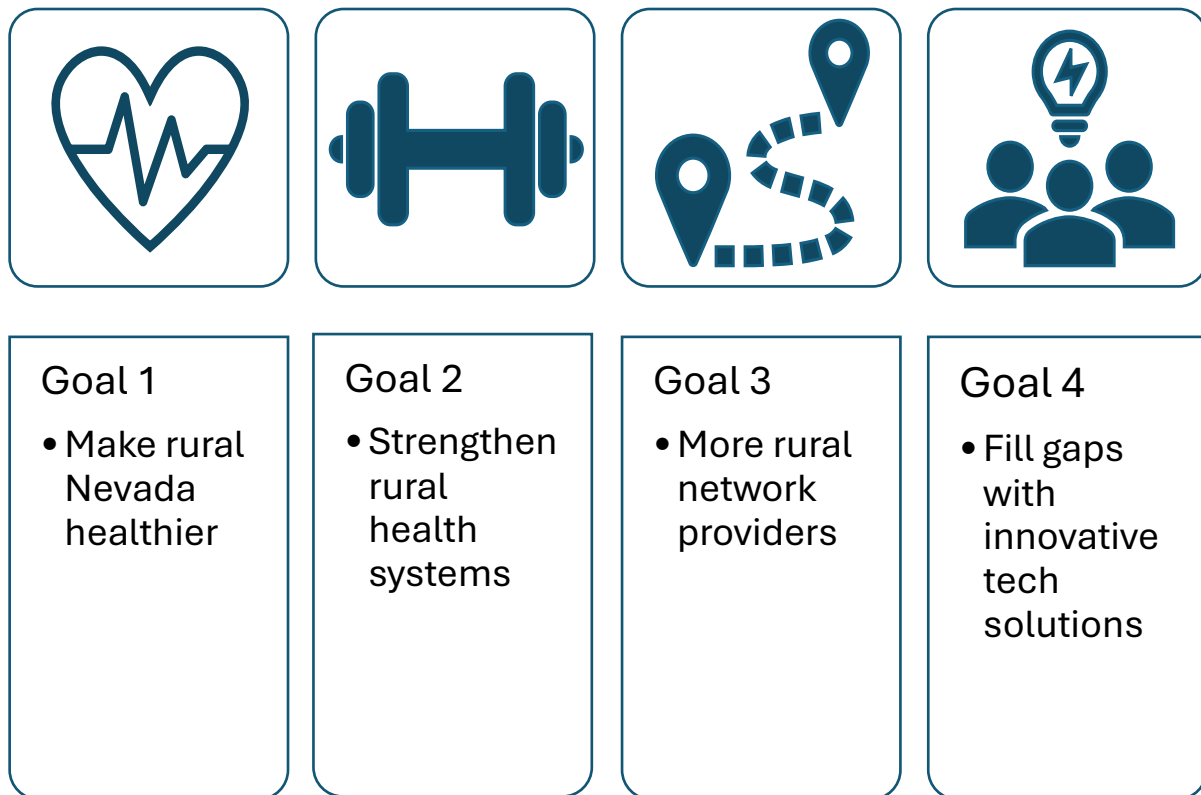 Goal 1
• Make rural
Nevada
healthier
Goal 2
• Strengthen
rural
health
systems
Goal 3
• More rural
network
providers
Goal 4
• Fill gaps
with
innovative
tech
solutions